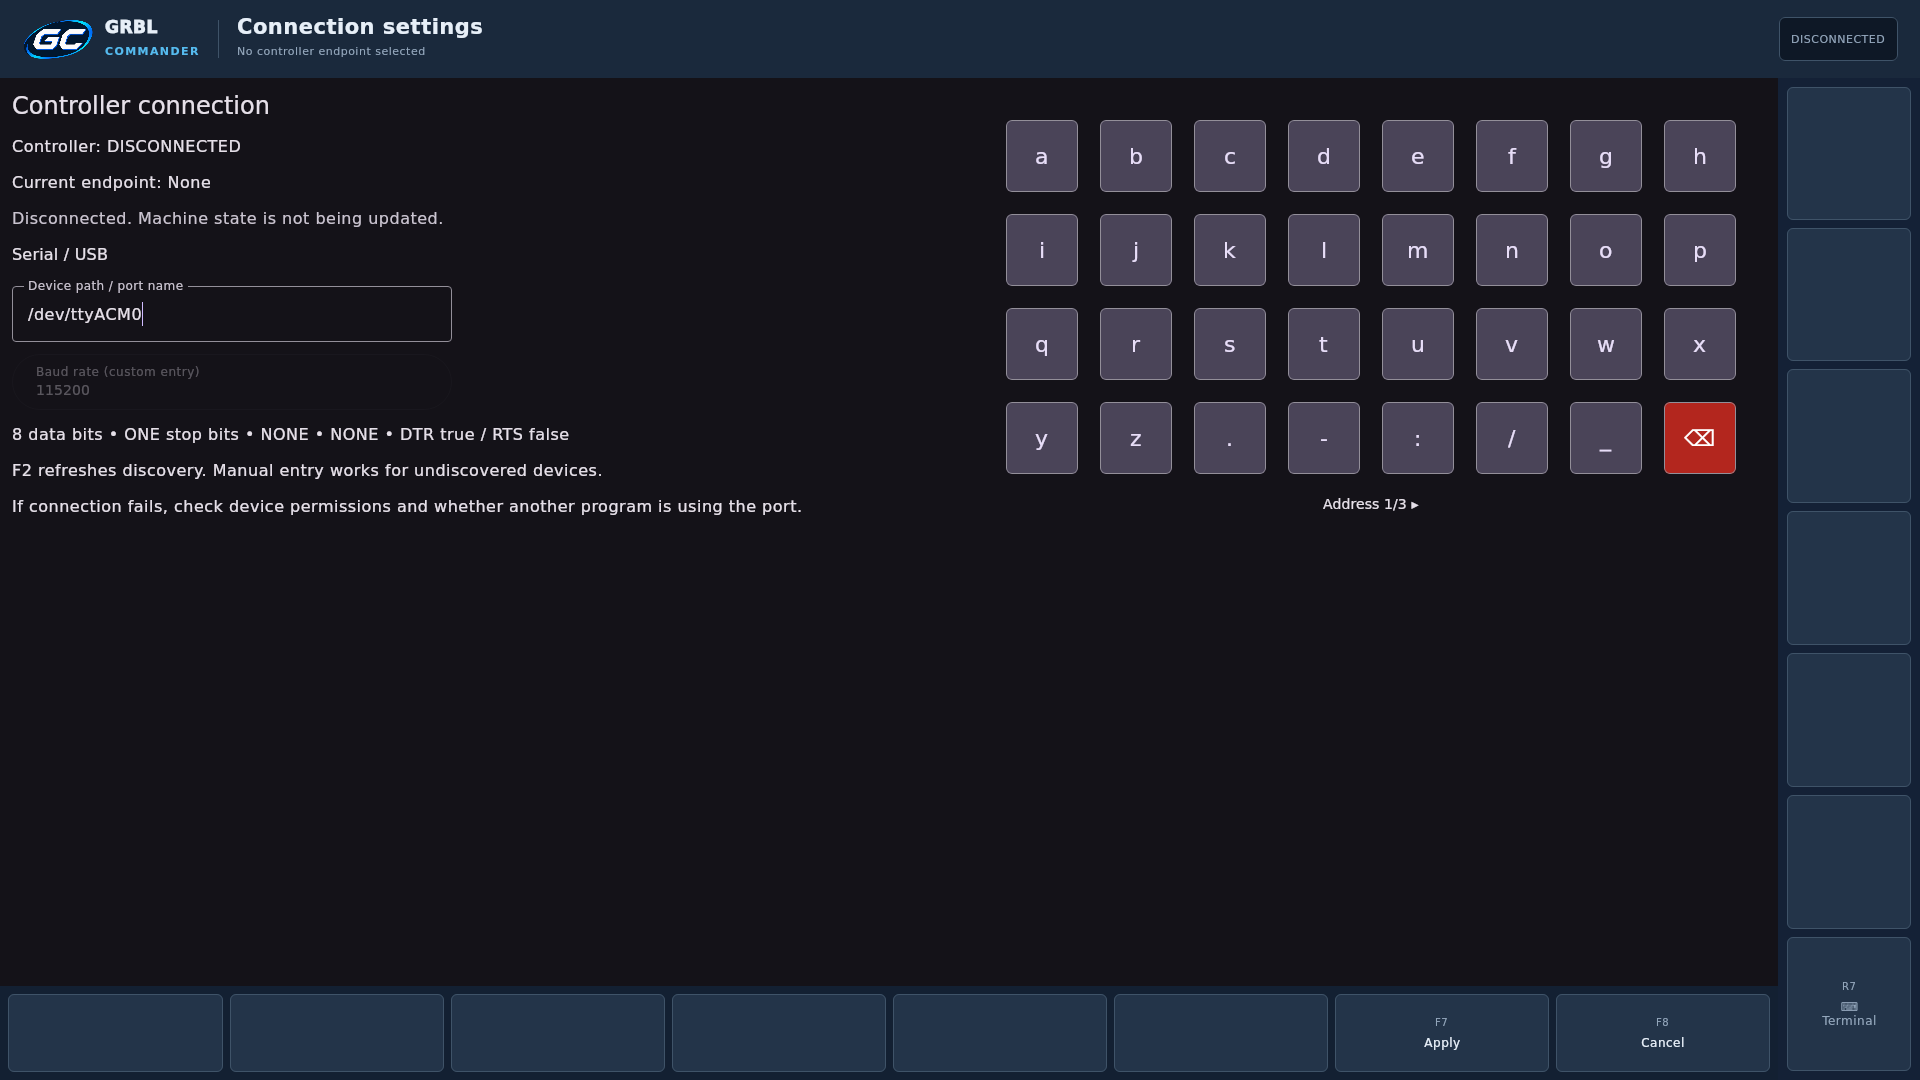 GC
GRBL
COMMANDER
Connection settings
No controller endpoint selected
DISCONNECTED
Controller connection
Controller: DISCONNECTED
Current endpoint: None
Disconnected. Machine state is not being updated.
Serial / USB
Device path / port name
/dev/ttyACM0
Baud rate (custom entry)
115200
8 data bits • ONE stop bits • NONE • NONE • DTR true / RTS false
F2 refreshes discovery. Manual entry works for undiscovered devices.
If connection fails, check device permissions and whether another program is using the port.
a b c d e f g h
i j k l m n o p
q r s t u v w x
y z . - : / _ ⌫
Address 1/3 ▸
F7
Apply
F8
Cancel
R7
⌨
Terminal